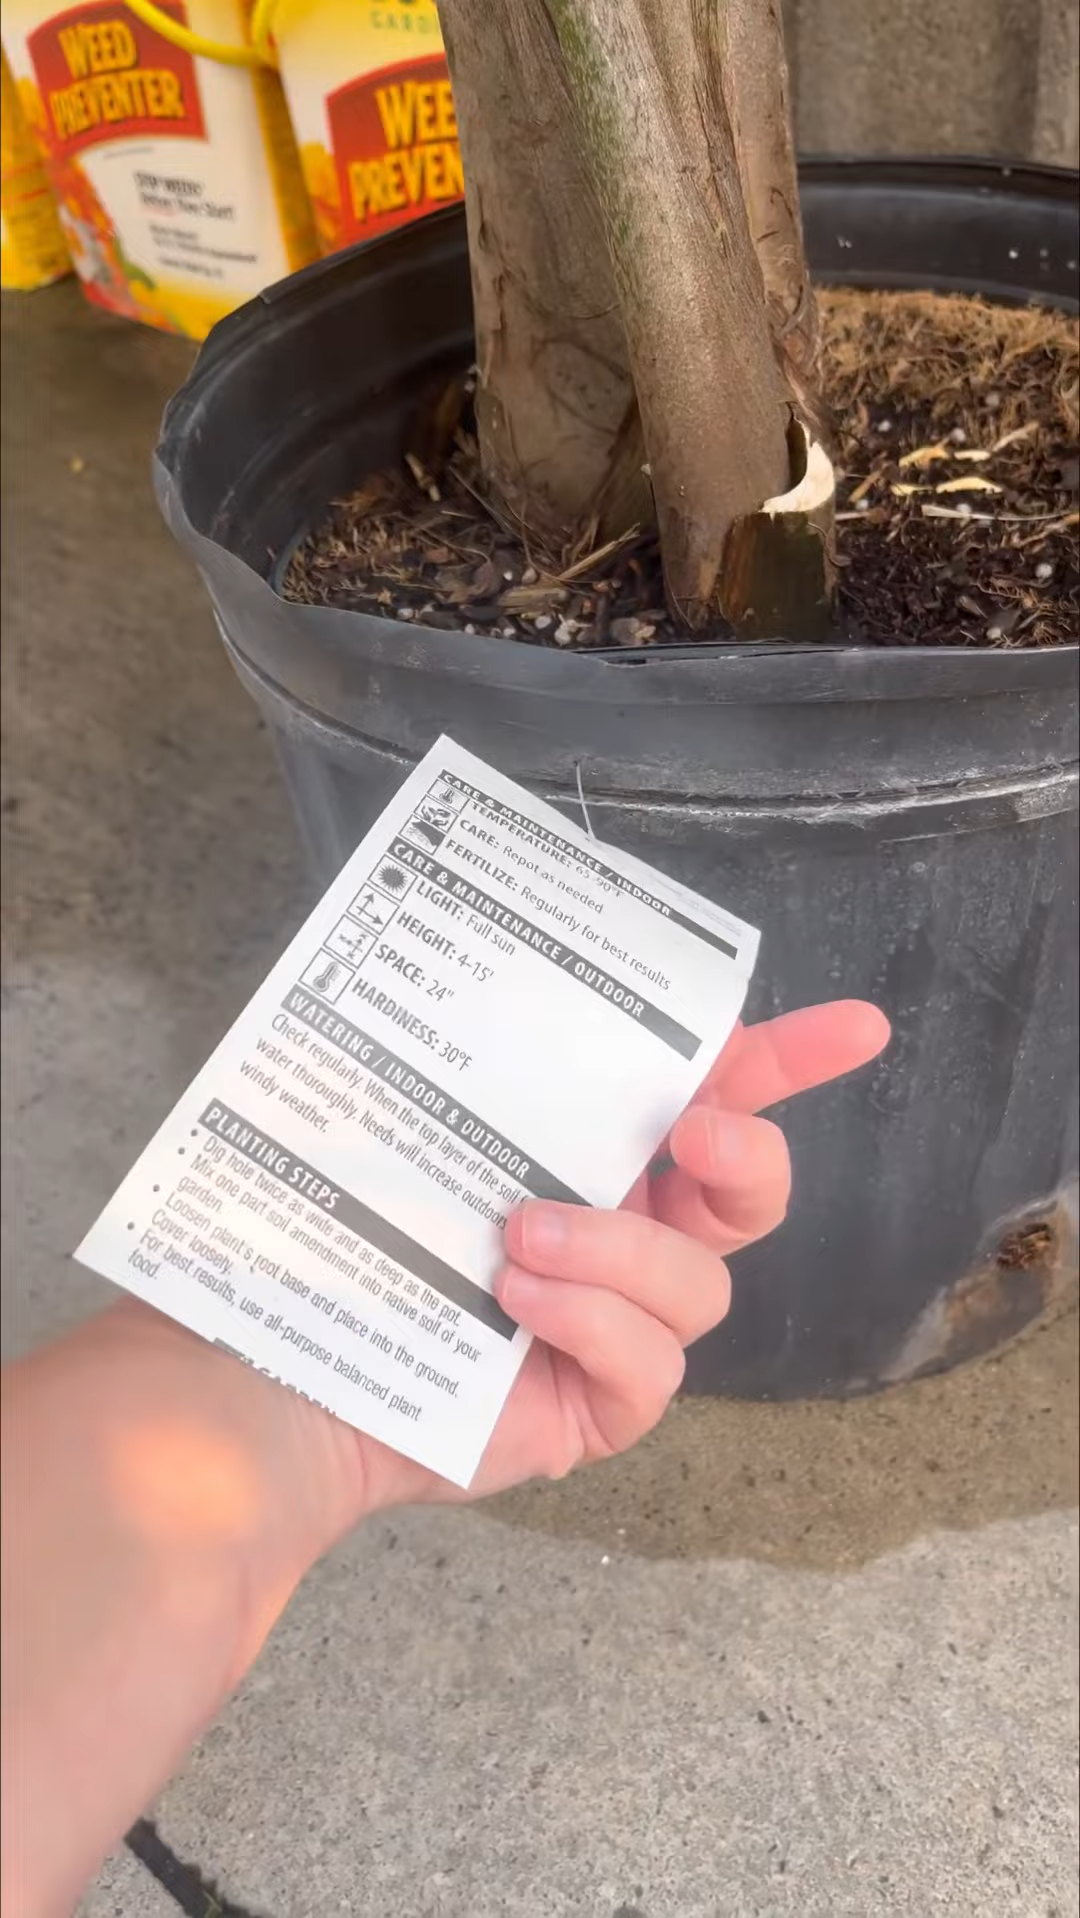 WEED
PREVENTER
GARD
WEE
PREVEN
CARE & MAINTENANCE / INDOOR
TEMPERATURE: 65-90°F
CARE: Repot as needed
FERTILIZE: Regularly for best results
CARE & MAINTENANCE / OUTDOOR
LIGHT: Full sun
HEIGHT: 4-15'
SPACE: 24"
HARDINESS: 30°F
WATERING / INDOOR & OUTDOOR
Check regularly. When the top layer of the soil
water thoroughly. Needs will increase outdoors
windy weather.
PLANTING STEPS
• Dig hole twice as wide and as deep as the pot.
• Mix one part soil amendment into native soil of your
garden.
• Loosen plant's root base and place into the ground.
Cover loosely.
• For best results, use all-purpose balanced plant
food.